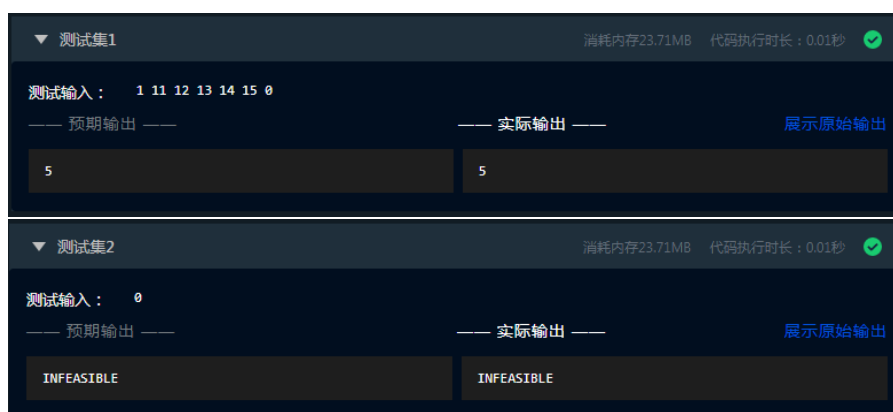 ▼ 测试集1 消耗内存23.71MB 代码执行时长：0.01秒
测试输入： 1 11 12 13 14 15 0
—— 预期输出 —— —— 实际输出 —— 展示原始输出
5 5
▼ 测试集2 消耗内存23.71MB 代码执行时长：0.01秒
测试输入： 0
—— 预期输出 —— —— 实际输出 —— 展示原始输出
INFEASIBLE INFEASIBLE